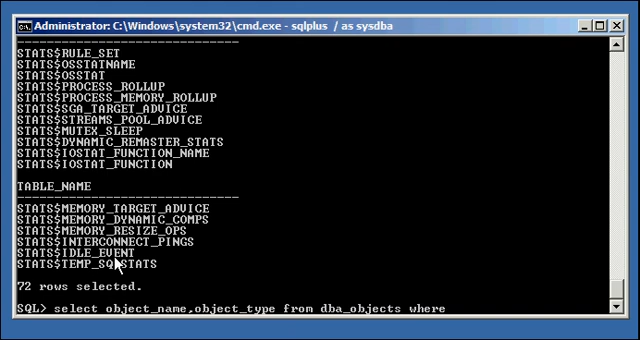 Administrator: C:\Windows\system32\cmd.exe - sqlplus / as sysdba
------------------------------
STATS$RULE_SET
STATS$OSSTATNAME
STATS$OSSTAT
STATS$PROCESS_ROLLUP
STATS$PROCESS_MEMORY_ROLLUP
STATS$SGA_TARGET_ADVICE
STATS$STREAMS_POOL_ADVICE
STATS$MUTEX_SLEEP
STATS$DYNAMIC_REMASTER_STATS
STATS$IOSTAT_FUNCTION_NAME
STATS$IOSTAT_FUNCTION
TABLE_NAME
------------------------------
STATS$MEMORY_TARGET_ADVICE
STATS$MEMORY_DYNAMIC_COMPS
STATS$MEMORY_RESIZE_OPS
STATS$INTERCONNECT_PINGS
STATS$IDLE_EVENT
STATS$TEMP_SQLSTATS
72 rows selected.
SQL> select object_name,object_type from dba_objects where